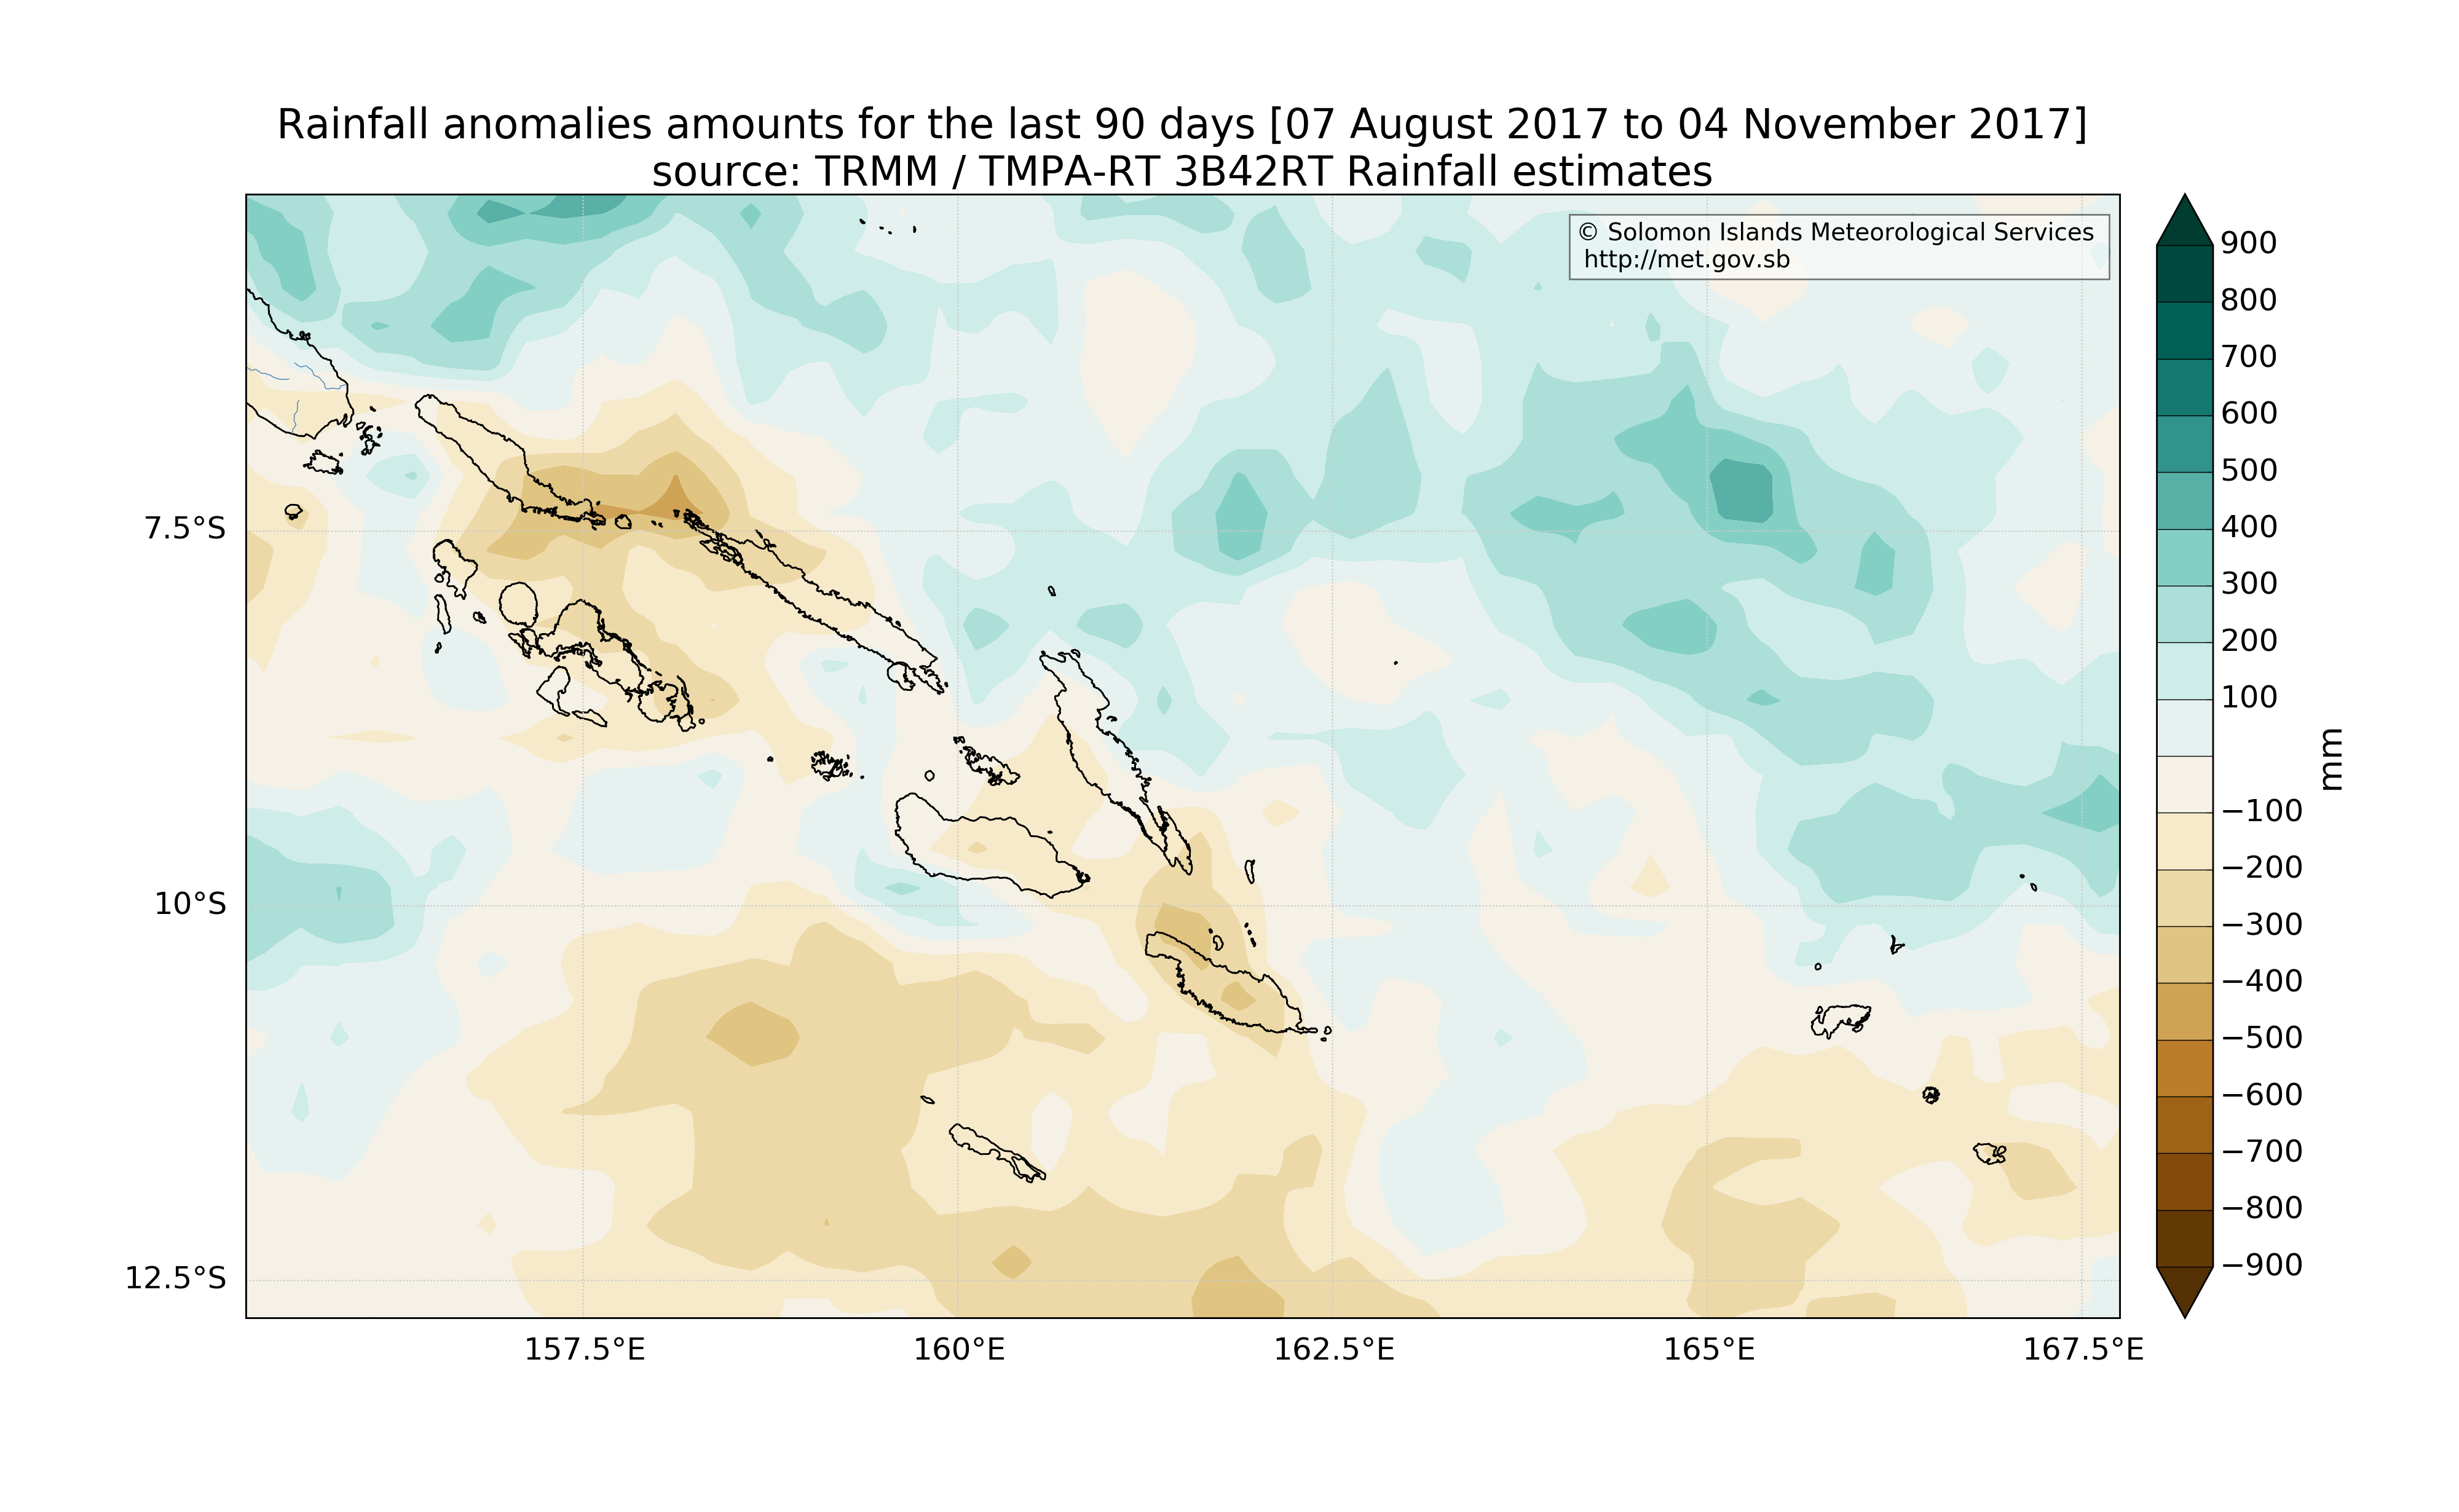 Rainfall anomalies amounts for the last 90 days [07 August 2017 to 04 November 2017]
source: TRMM / TMPA-RT 3B42RT Rainfall estimates
© Solomon Islands Meteorological Services
http://met.gov.sb
7.5°S
10°S
12.5°S
157.5°E
160°E
162.5°E
165°E
167.5°E
900
800
700
600
500
400
300
200
100
−100
−200
−300
−400
−500
−600
−700
−800
−900
mm